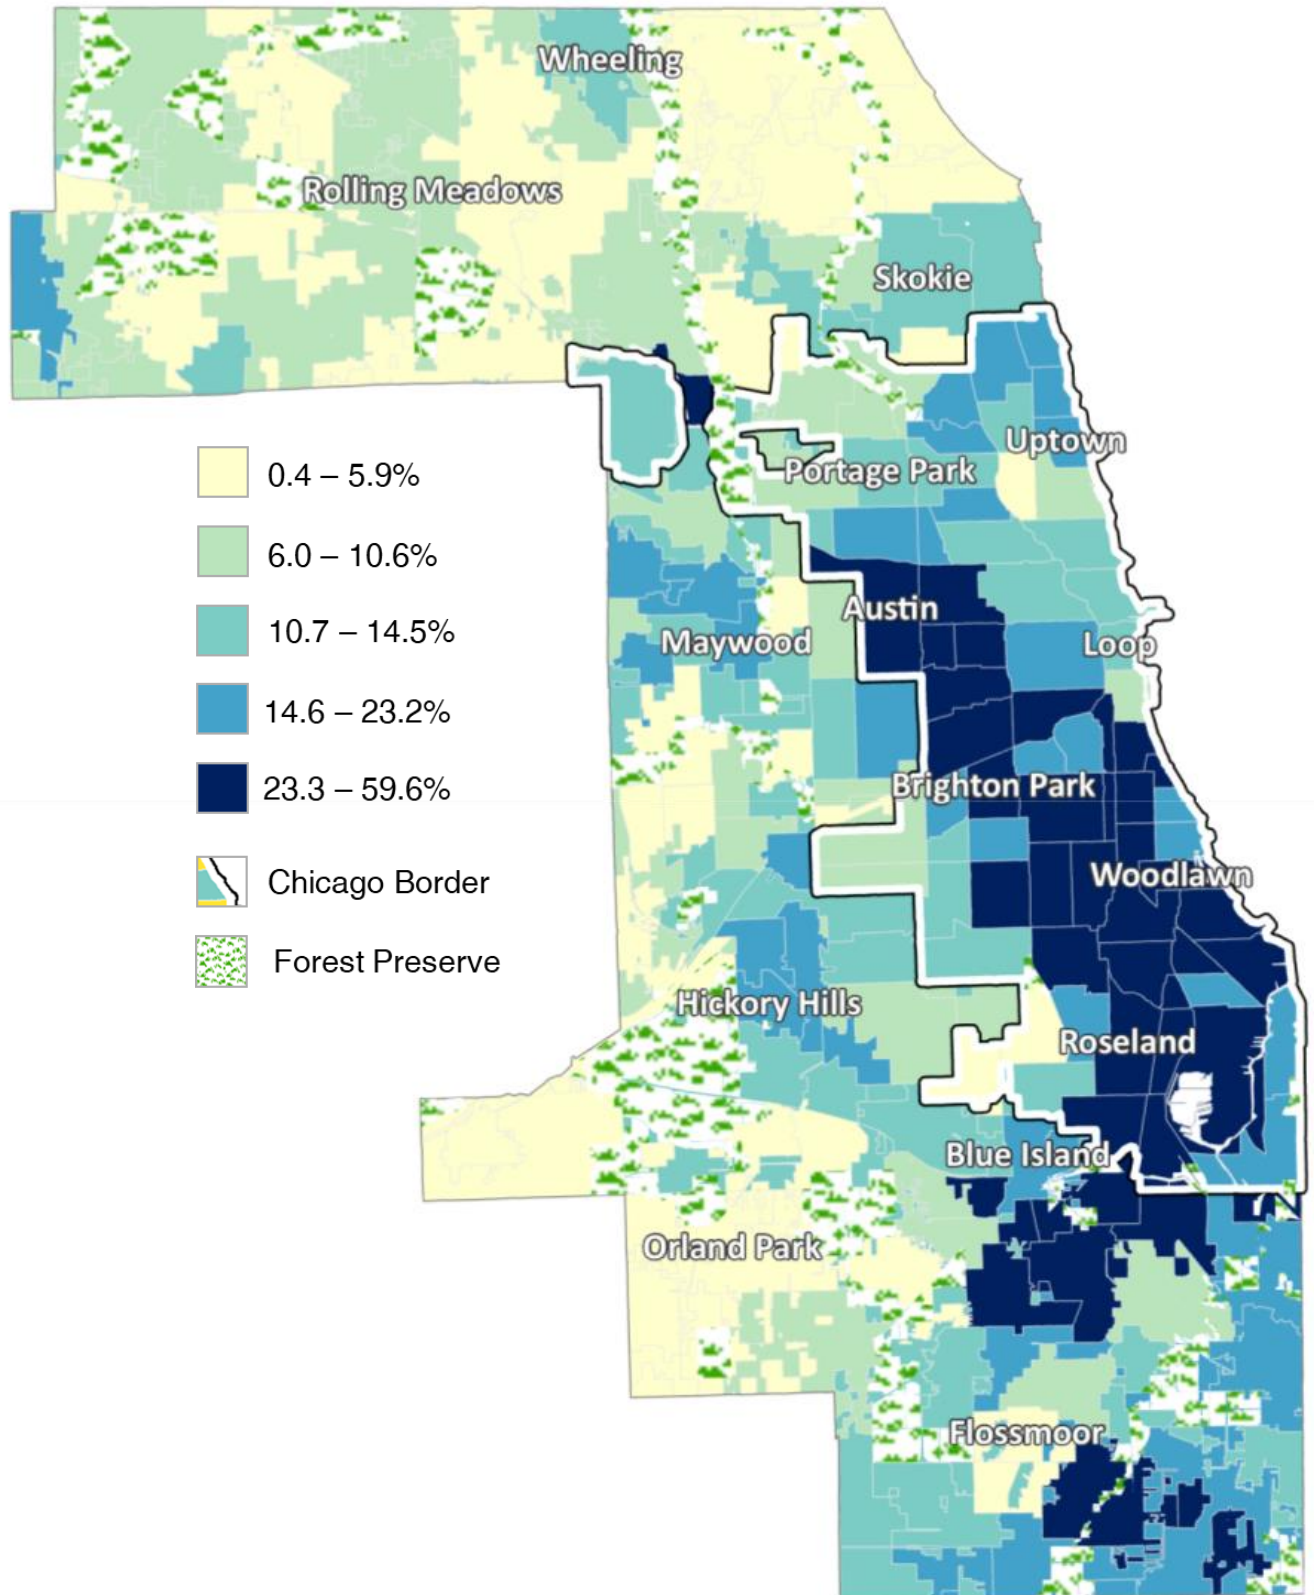 Wheeling
Rolling Meadows
Skokie
Uptown
Portage Park
0.4 – 5.9%
6.0 – 10.6%
Austin
10.7 – 14.5%
Maywood
Loop
14.6 – 23.2%
23.3 – 59.6%
Brighton Park
Chicago Border
Woodlawn
Forest Preserve
Hickory Hills
Roseland
Blue Island
Orland Park
Flossmoor